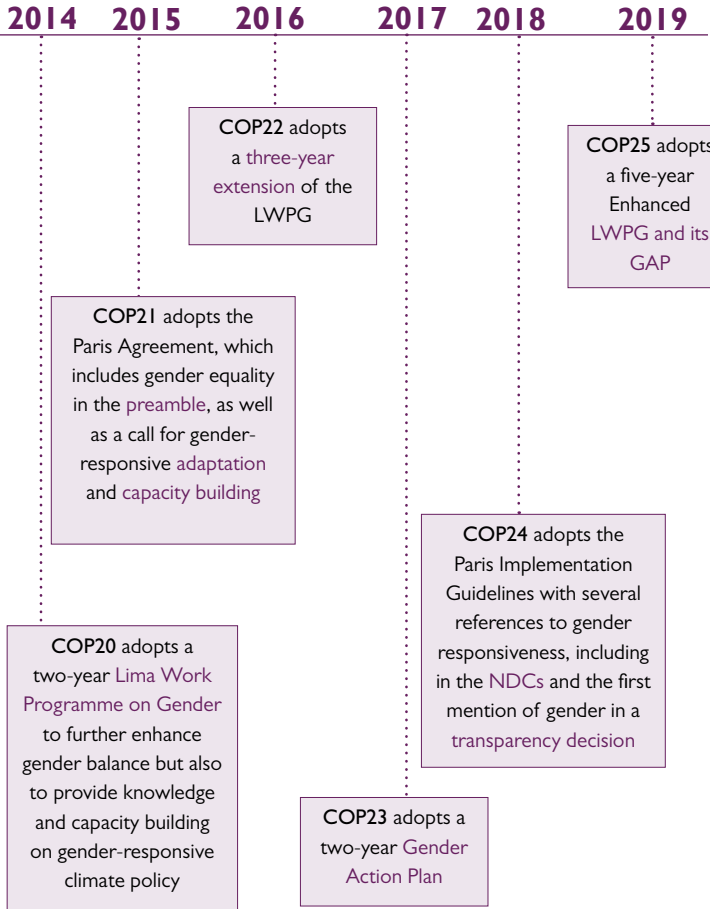 2014 2015 2016 2017 2018 2019
COP22 adopts
a three-year
extension of the
LWPG
COP25 adopts
a five-year
Enhanced
LWPG and its
GAP
COP21 adopts the
Paris Agreement, which
includes gender equality
in the preamble, as well
as a call for gender-
responsive adaptation
and capacity building
COP24 adopts the
Paris Implementation
Guidelines with several
references to gender
responsiveness, including
in the NDCs and the first
mention of gender in a
transparency decision
COP20 adopts a
two-year Lima Work
Programme on Gender
to further enhance
gender balance but also
to provide knowledge
and capacity building
on gender-responsive
climate policy
COP23 adopts a
two-year Gender
Action Plan